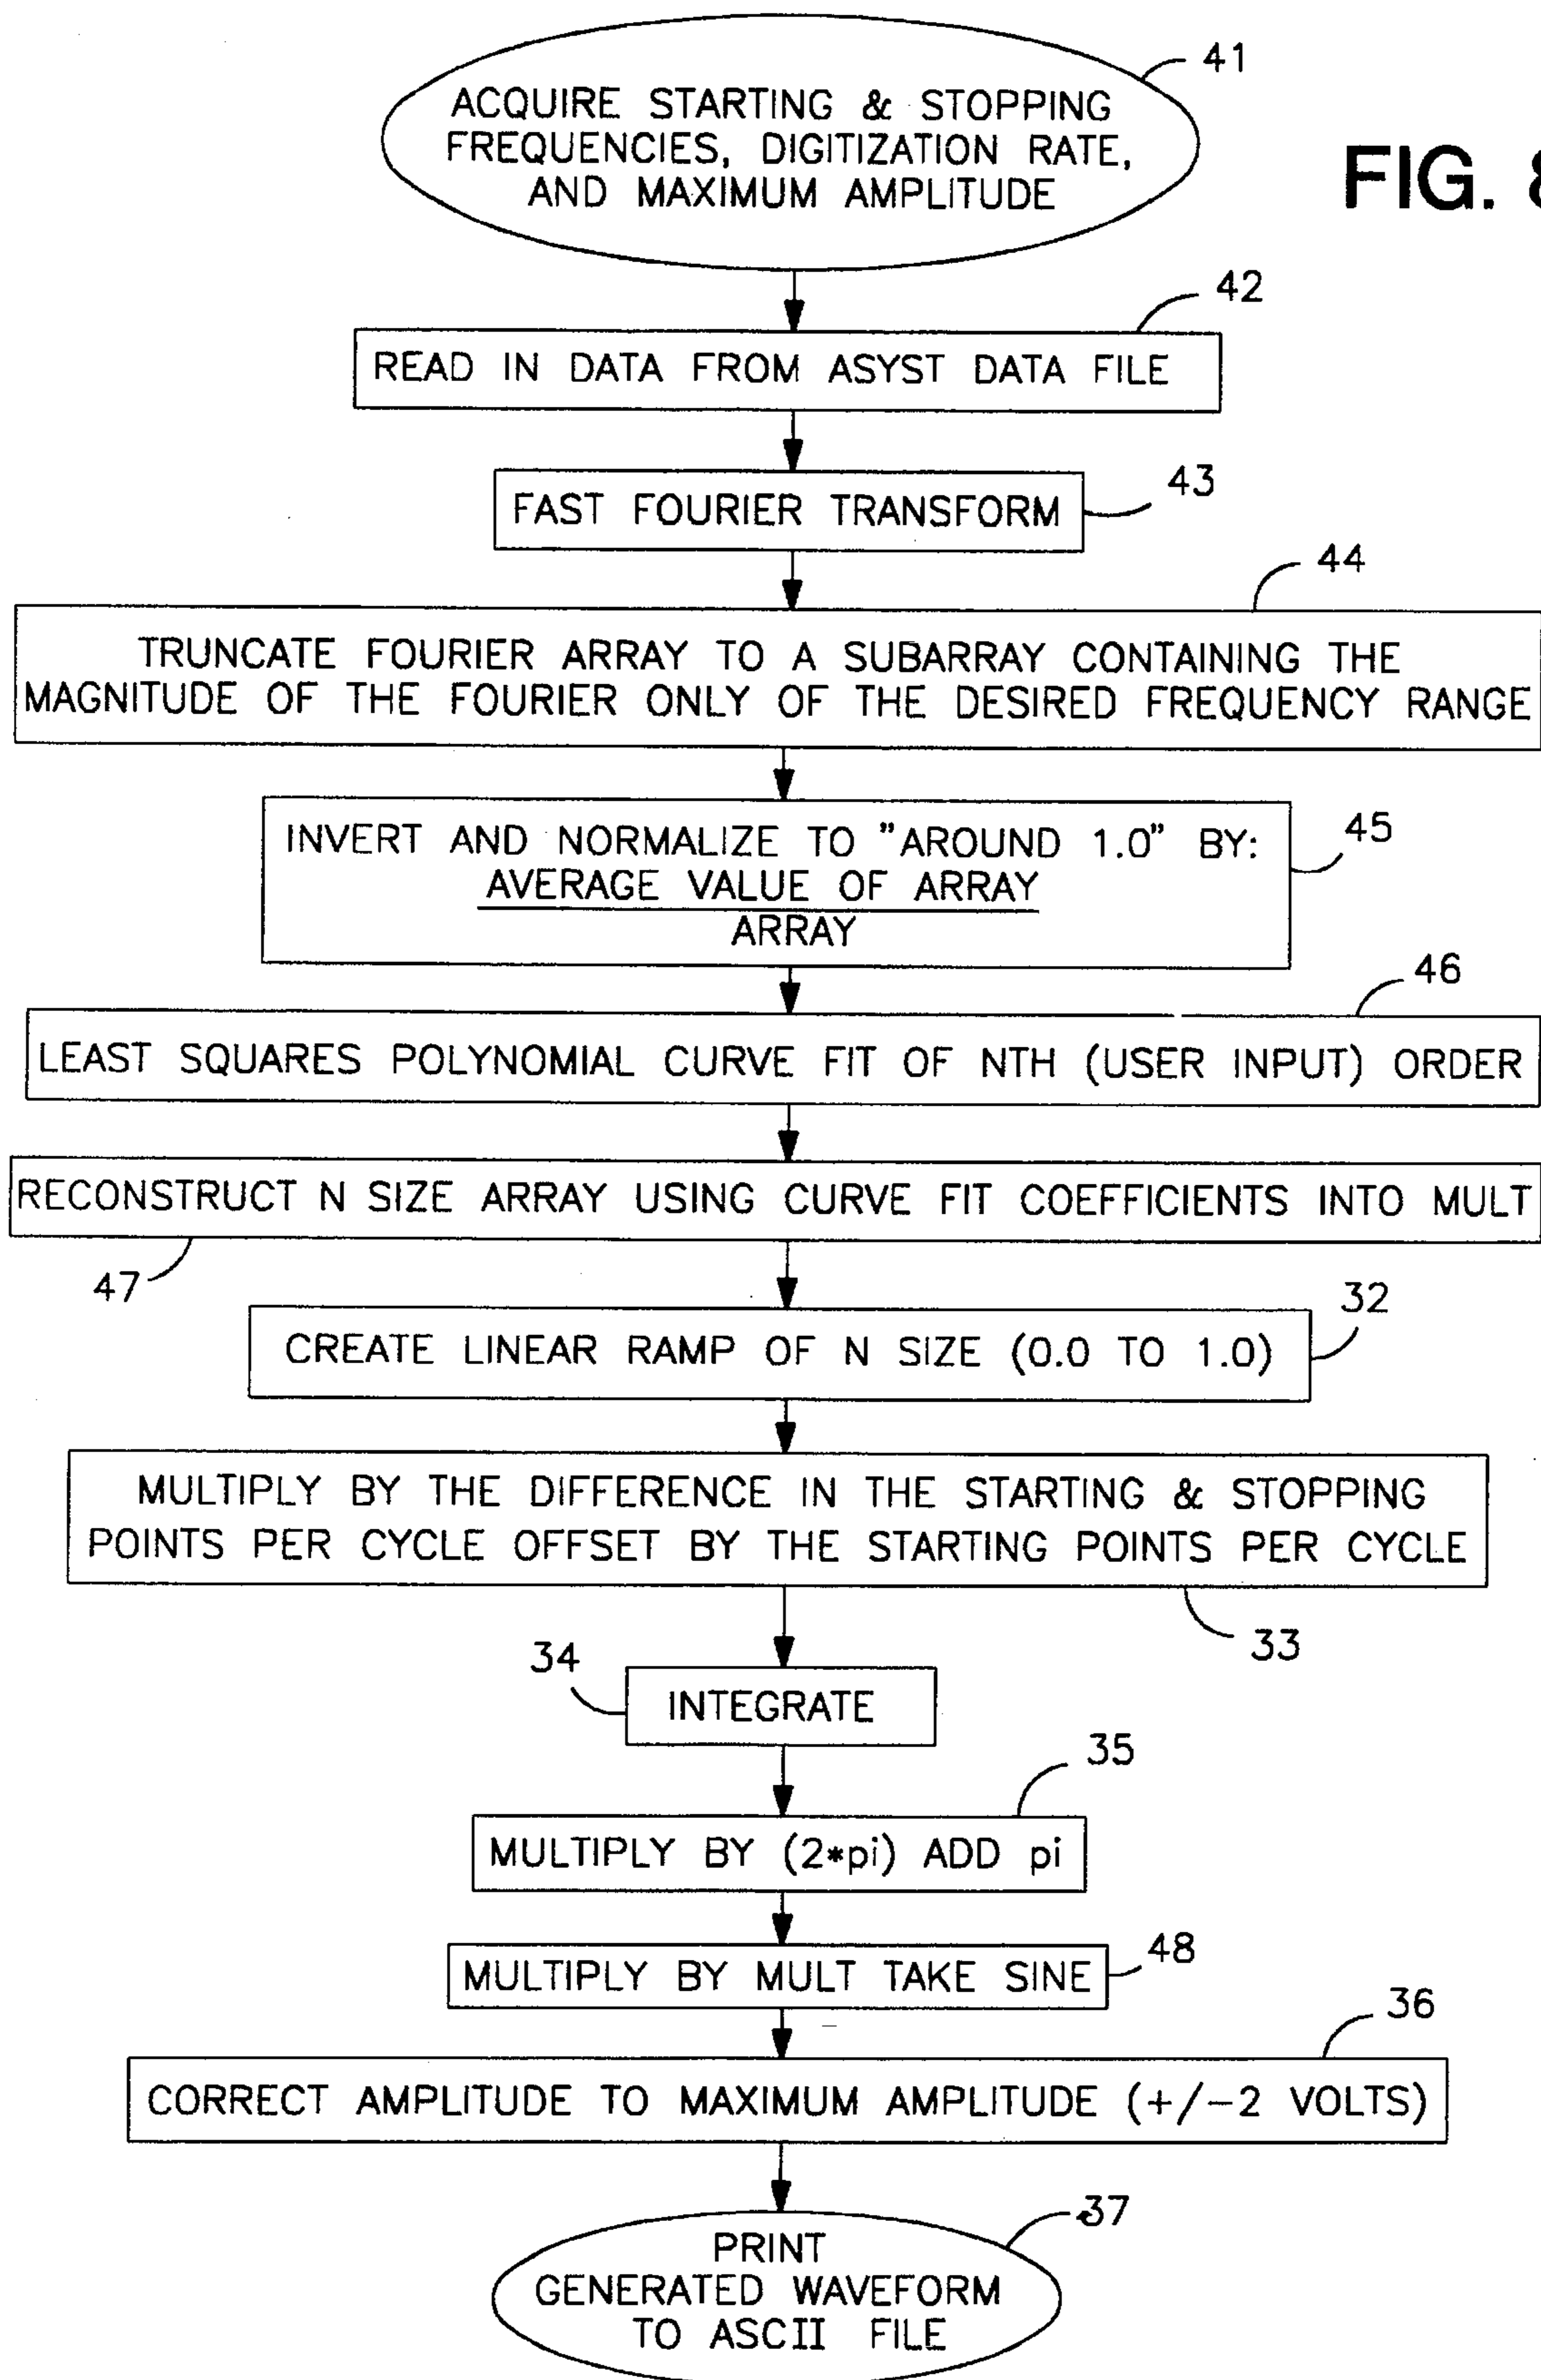 41
ACQUIRE STARTING & STOPPING
FREQUENCIES, DIGITIZATION RATE,
AND MAXIMUM AMPLITUDE
FIG. 8
42
READ IN DATA FROM ASYST DATA FILE
43
FAST FOURIER TRANSFORM
44
TRUNCATE FOURIER ARRAY TO A SUBARRAY CONTAINING THE
MAGNITUDE OF THE FOURIER ONLY OF THE DESIRED FREQUENCY RANGE
45
INVERT AND NORMALIZE TO "AROUND 1.0" BY:
AVERAGE VALUE OF ARRAY
ARRAY
46
LEAST SQUARES POLYNOMIAL CURVE FIT OF NTH (USER INPUT) ORDER
RECONSTRUCT N SIZE ARRAY USING CURVE FIT COEFFICIENTS INTO MULT
47
32
CREATE LINEAR RAMP OF N SIZE (0.0 TO 1.0)
MULTIPLY BY THE DIFFERENCE IN THE STARTING & STOPPING
POINTS PER CYCLE OFFSET BY THE STARTING POINTS PER CYCLE
33
34
INTEGRATE
35
MULTIPLY BY (2*pi) ADD pi
48
MULTIPLY BY MULT TAKE SINE
36
CORRECT AMPLITUDE TO MAXIMUM AMPLITUDE (+/-2 VOLTS)
37
PRINT
GENERATED WAVEFORM
TO ASCII FILE